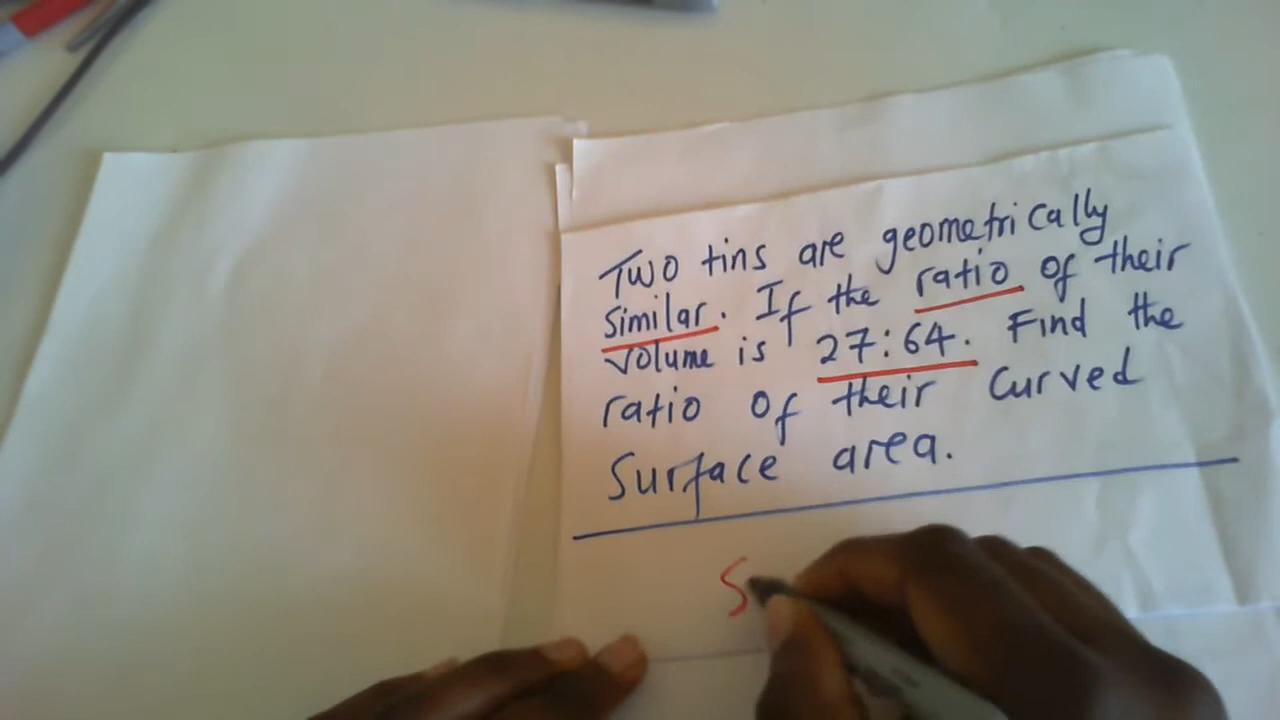 Two tins are geometrically
similar. If the ratio of their
volume is 27:64. Find the
ratio of their curved
surface area.
S